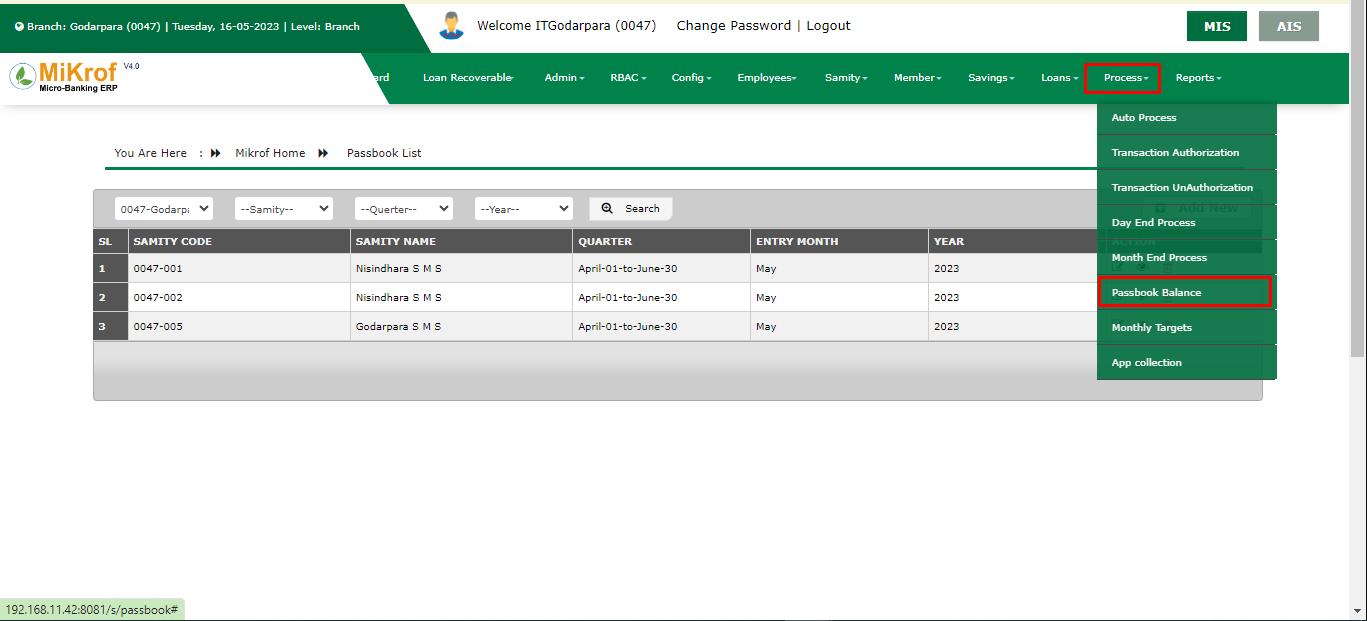 Branch: Godarpara (0047) | Tuesday, 16-05-2023 | Level: Branch
Welcome ITGodarpara (0047) Change Password | Logout
MIS AIS
MiKrof V4.0
Micro-Banking ERP
ard Loan Recoverable Admin RBAC Config Employees Samity Member Savings Loans Process Reports
Auto Process
Transaction Authorization
Transaction UnAuthorization
Day End Process
Month End Process
Passbook Balance
Monthly Targets
App collection
You Are Here : Mikrof Home Passbook List
0047-Godarpa --Samity-- --Querter-- --Year-- Search Add New
SL SAMITY CODE SAMITY NAME QUARTER ENTRY MONTH YEAR ACTION
1 0047-001 Nisindhara S M S April-01-to-June-30 May 2023
2 0047-002 Nisindhara S M S April-01-to-June-30 May 2023
3 0047-005 Godarpara S M S April-01-to-June-30 May 2023
192.168.11.42:8081/s/passbook#